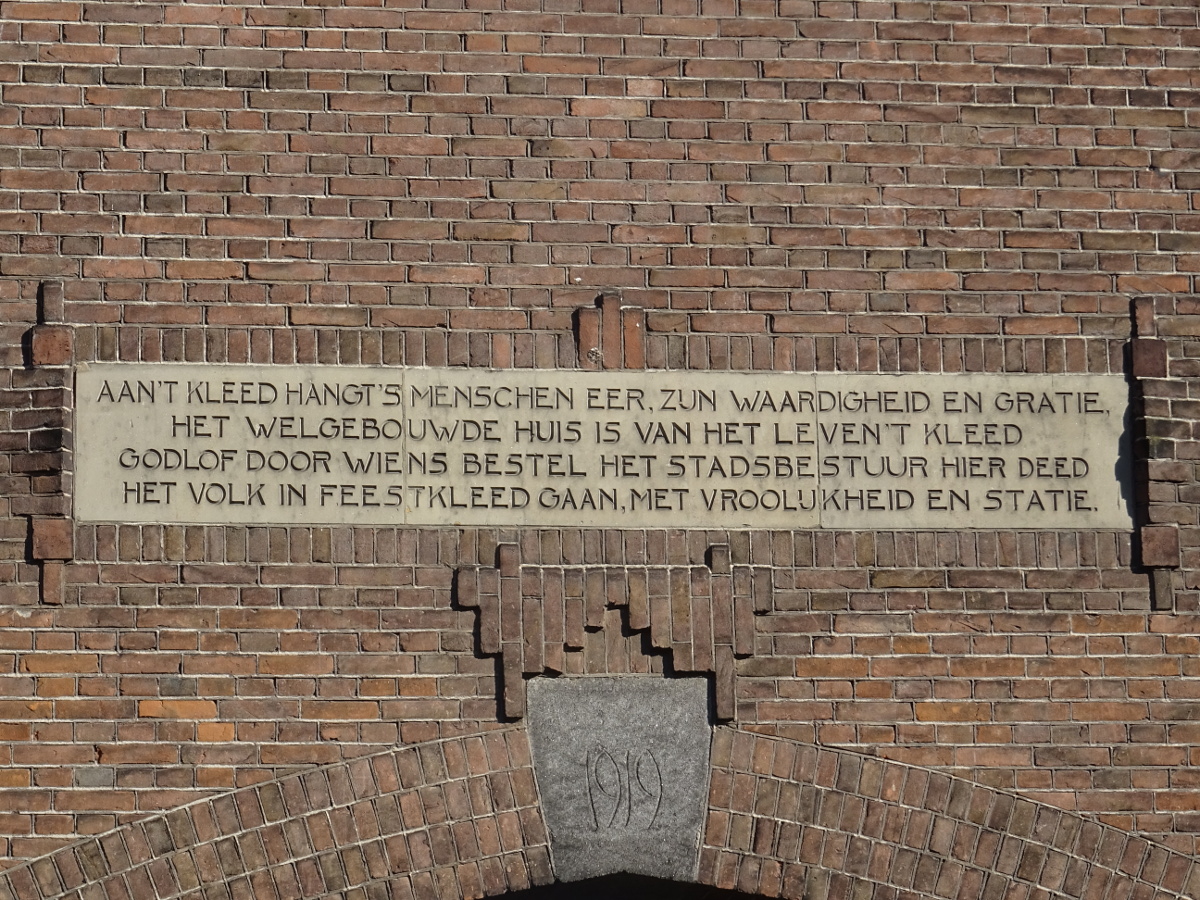 AAN'T KLEED HANGT'S MENSCHEN EER, ZIJN WAARDIGHEID EN GRATIE,
HET WELGEBOUWDE HUIS IS VAN HET LEVEN'T KLEED
GODLOF DOOR WIENS BESTEL HET STADSBESTUUR HIER DEED
HET VOLK IN FEESTKLEED GAAN, MET VROOLIJKHEID EN STATIE.
1919